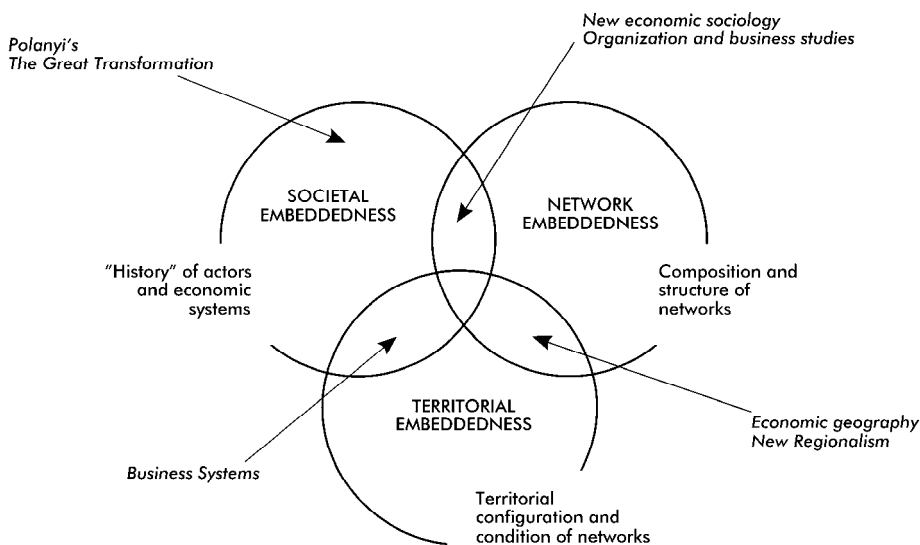 Polanyi's
The Great Transformation
New economic sociology
Organization and business studies
SOCIETAL
EMBEDDEDNESS
NETWORK
EMBEDDEDNESS
"History" of actors
and economic
systems
Composition and
structure of
networks
TERRITORIAL
EMBEDDEDNESS
Business Systems
Economic geography
New Regionalism
Territorial
configuration and
condition of networks